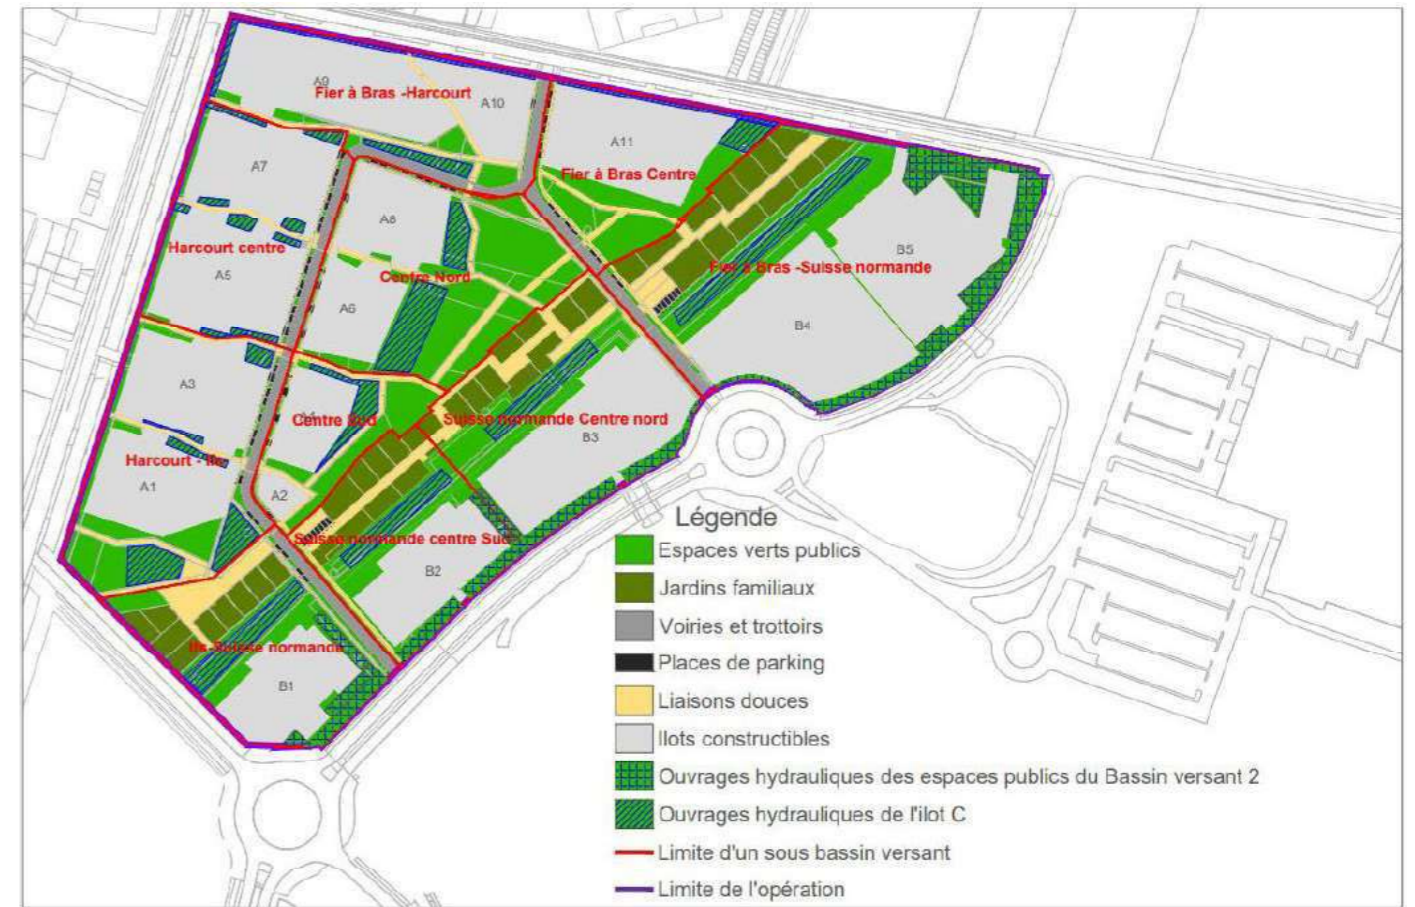 A9
Fier à Bras -Harcourt
A10
A11
A7
Fier à Bras Centre
A8
Harcourt centre
B5
Fier à Bras -Suisse normande
A5
Centre Nord
A6
B4
A3
Centre Sud
Suisse normande Centre nord
B3
Harcourt -
A1
A2
Suisse normande centre Sud
B2
Suisse normande
B1
Légende
Espaces verts publics
Jardins familiaux
Voiries et trottoirs
Places de parking
Liaisons douces
Ilots constructibles
Ouvrages hydrauliques des espaces publics du Bassin versant 2
Ouvrages hydrauliques de l'ilot C
Limite d'un sous bassin versant
Limite de l'opération